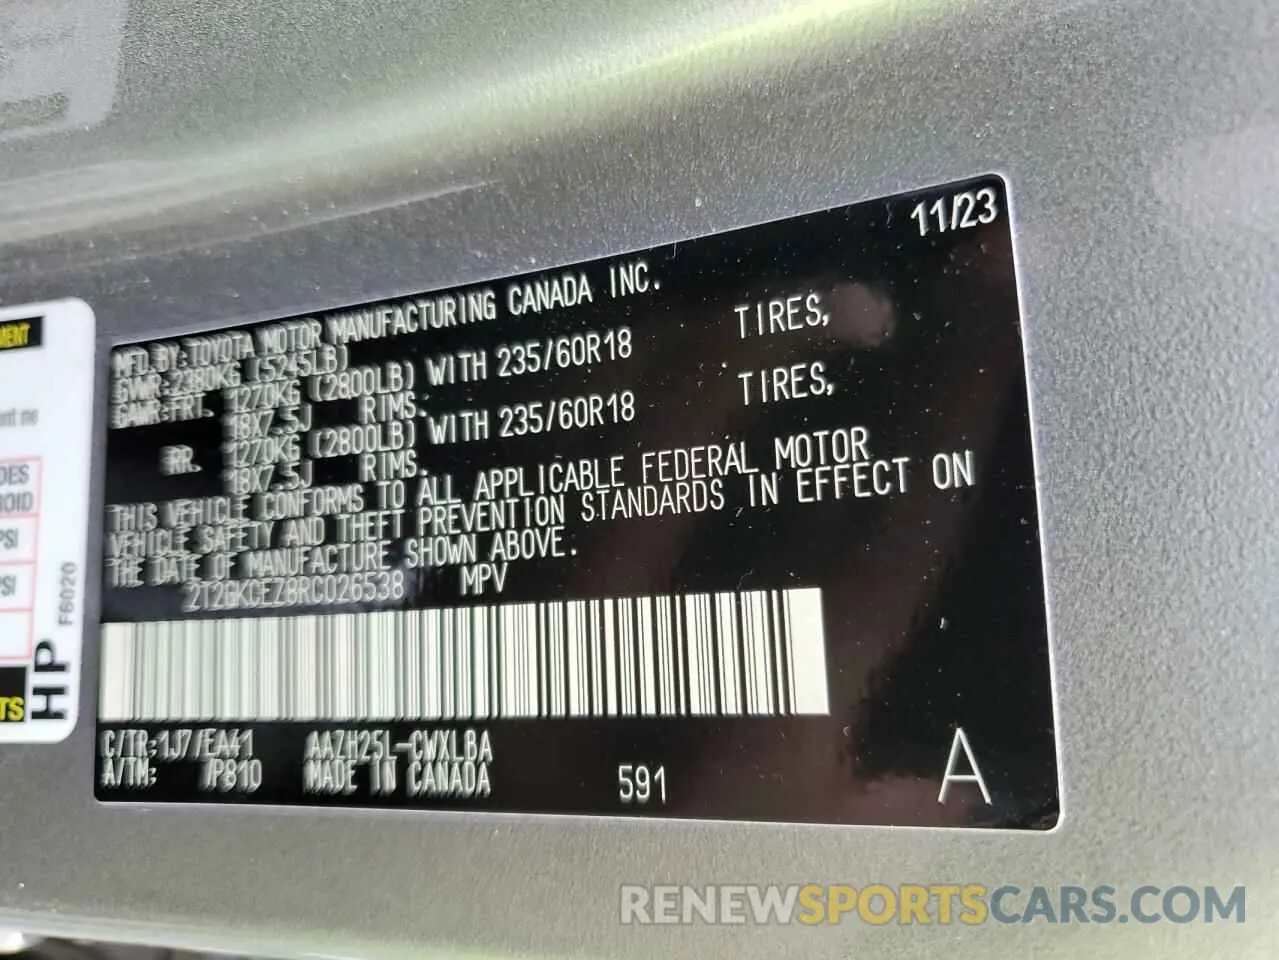 11/23
MFD.BY:TOYOTA MOTOR MANUFACTURING CANADA INC.
GVWR:2380KG (5245LB)
GAWR:FRT. 1270KG (2800LB) WITH 235/60R18 TIRES,
18X7.5J RIMS.
RR. 1270KG (2800LB) WITH 235/60R18 TIRES,
18X7.5J RIMS.
THIS VEHICLE CONFORMS TO ALL APPLICABLE FEDERAL MOTOR
VEHICLE SAFETY AND THEFT PREVENTION STANDARDS IN EFFECT ON
THE DATE OF MANUFACTURE SHOWN ABOVE.
2T2BKCEZ8RC026538 MPV
C/TR:1J7/EA41 AAZH25L-CWXLBA
A/TM: /P810 MADE IN CANADA
591
A
PSI
PSI
HP
F6020
RENEWSPORTSCARS.COM